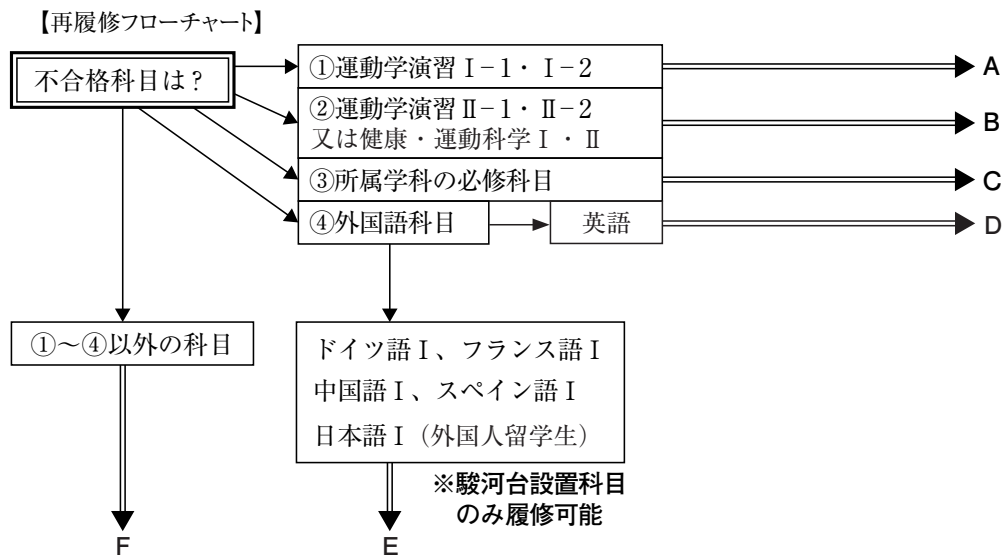 【再履修フローチャート】
不合格科目は？
①運動学演習Ⅰ−1・Ⅰ−2
A
②運動学演習Ⅱ−1・Ⅱ−2
又は健康・運動科学Ⅰ・Ⅱ
B
③所属学科の必修科目
C
④外国語科目
英語
D
①～④以外の科目
ドイツ語Ⅰ、フランス語Ⅰ
中国語Ⅰ、スペイン語Ⅰ
日本語Ⅰ（外国人留学生）
※駿河台設置科目
のみ履修可能
F
E